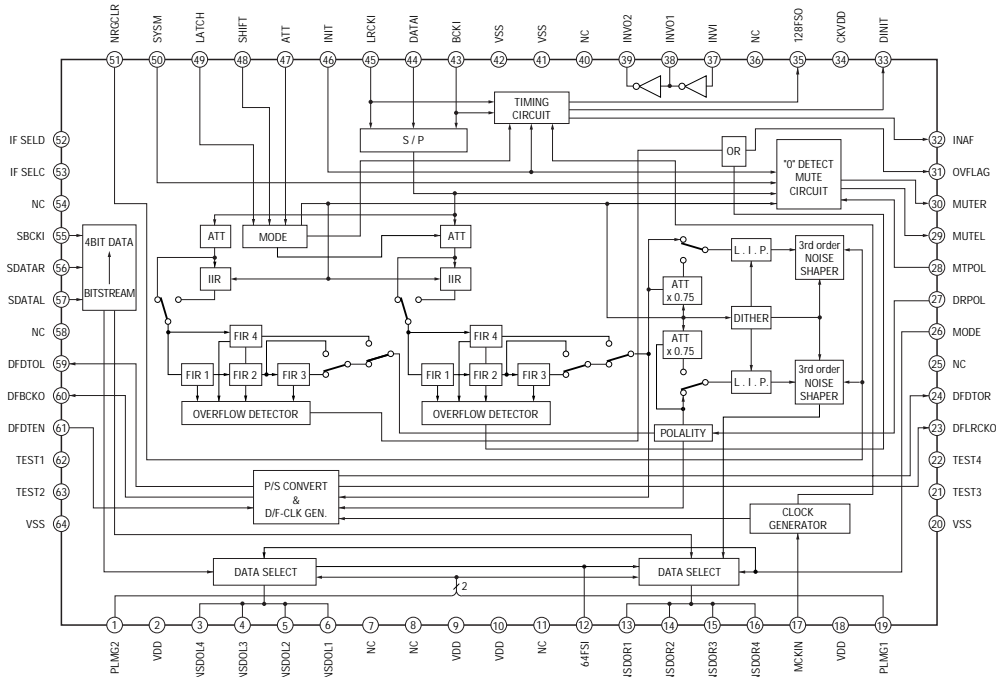 NRGCLR
SYSM
LATCH
SHIFT
ATT
INIT
LRCKI
DATAI
BCKI
VSS
VSS
NC
INVO2
INVO1
INVI
NC
128FSO
CKVDD
DINIT
51
50
49
48
47
46
45
44
43
42
41
40
39
38
37
36
35
34
33
TIMING
CIRCUIT
IF SELD 52
S / P
OR
"0" DETECT
MUTE
CIRCUIT
32 INAF
IF SELC 53
31 OVFLAG
NC 54
30 MUTER
SBCKI 55
4BIT DATA
BITSTREAM
ATT
MODE
ATT
29 MUTEL
SDATAR 56
IIR
IIR
L . I . P.
3rd order
NOISE
SHAPER
28 MTPOL
SDATAL 57
ATT
x 0.75
27 DRPOL
NC 58
DITHER
26 MODE
FIR 4
FIR 4
ATT
x 0.75
DFDTOL 59
FIR 1
FIR 2
FIR 3
FIR 1
FIR 2
FIR 3
L . I . P.
3rd order
NOISE
SHAPER
25 NC
DFBCKO 60
OVERFLOW DETECTOR
OVERFLOW DETECTOR
24 DFDTOR
DFDTEN 61
POLALITY
23 DFLRCKO
TEST1 62
22 TEST4
TEST2 63
P/S CONVERT
&
D/F-CLK GEN.
21 TEST3
VSS 64
CLOCK
GENERATOR
20 VSS
DATA SELECT
DATA SELECT
2
1
2
3
4
5
6
7
8
9
10
11
12
13
14
15
16
17
18
19
PLMG2
VDD
NSDOL4
NSDOL3
NSDOL2
NSDOL1
NC
NC
VDD
VDD
NC
64FSI
NSDOR1
NSDOR2
NSDOR3
NSDOR4
MCKIN
VDD
PLMG1